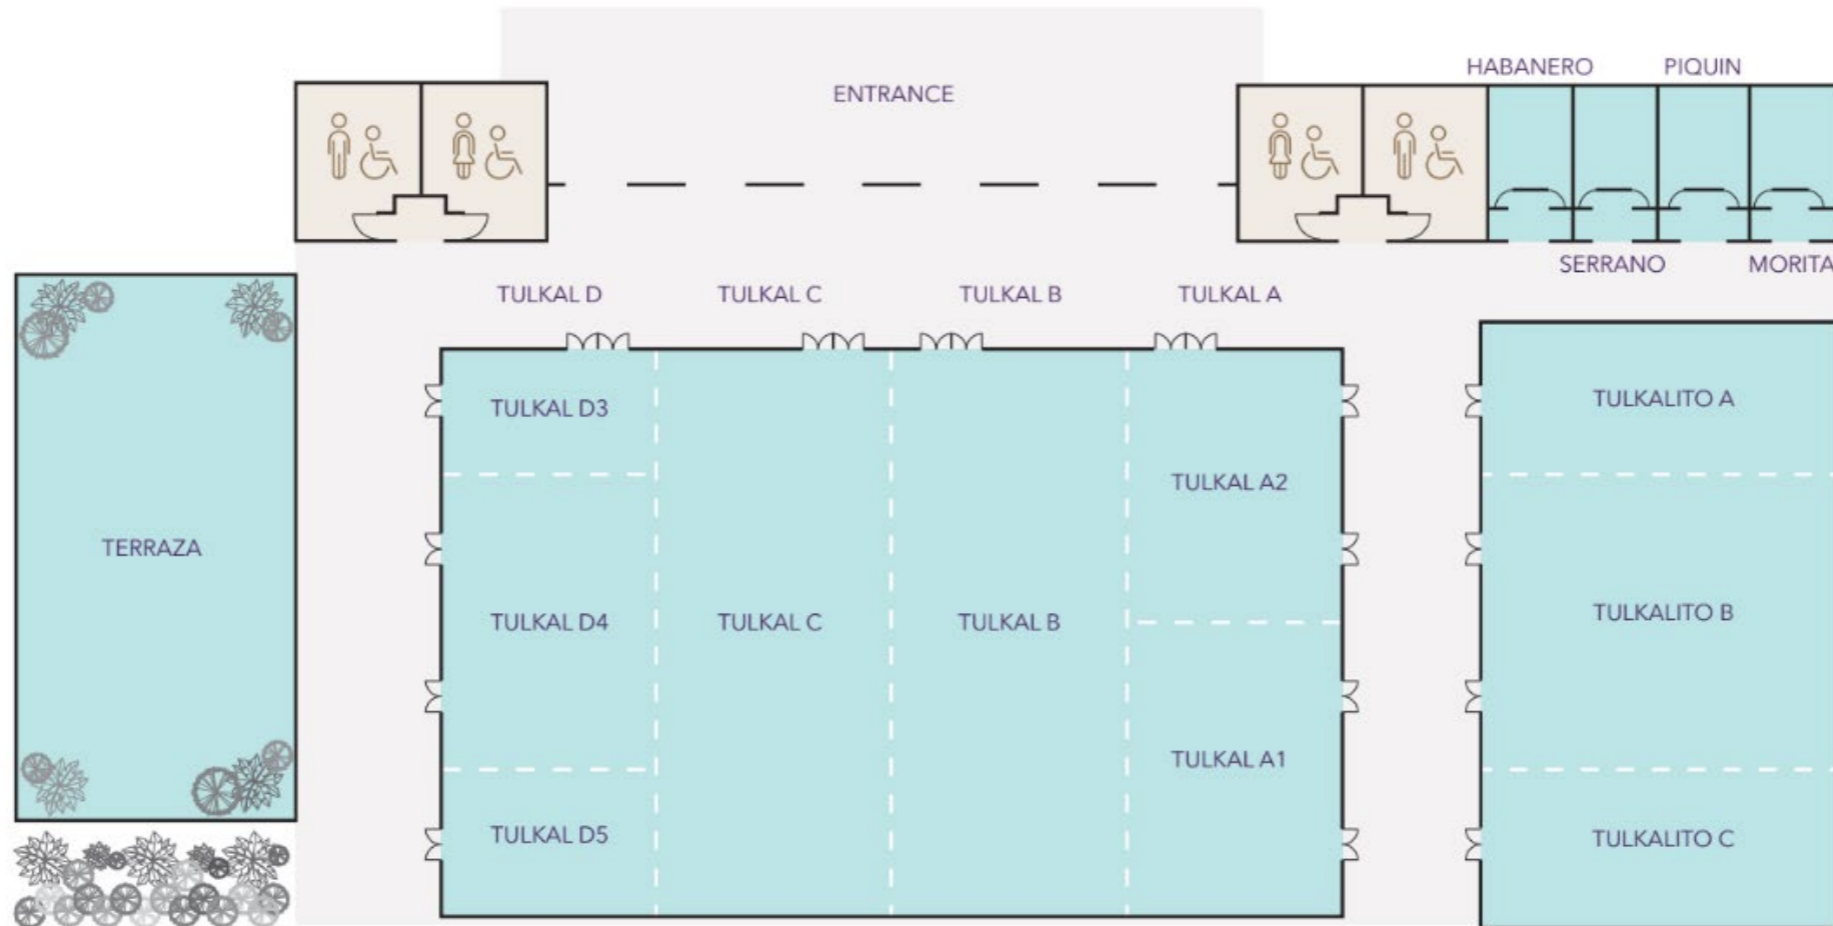 HABANERO
PIQUIN
ENTRANCE
SERRANO
MORITA
TULKAL D
TULKAL C
TULKAL B
TULKAL A
TULKALITO A
TULKAL D3
TULKAL A2
TERRAZA
TULKALITO B
TULKAL D4
TULKAL C
TULKAL B
TULKAL A1
TULKAL D5
TULKALITO C